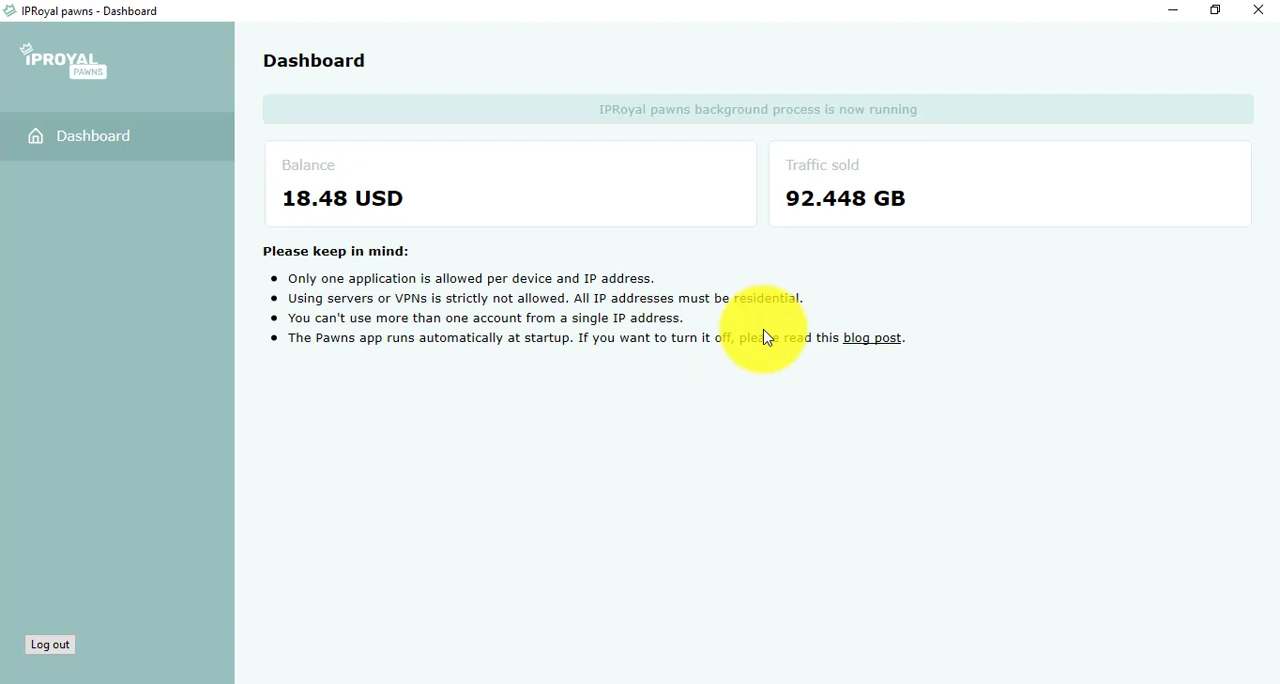 IPRoyal pawns - Dashboard
IPROYAL
PAWNS
Dashboard
Dashboard
IPRoyal pawns background process is now running
Balance
18.48 USD
Traffic sold
92.448 GB
Please keep in mind:
Only one application is allowed per device and IP address.
Using servers or VPNs is strictly not allowed. All IP addresses must be residential.
You can't use more than one account from a single IP address.
The Pawns app runs automatically at startup. If you want to turn it off, please read this blog post.
Log out